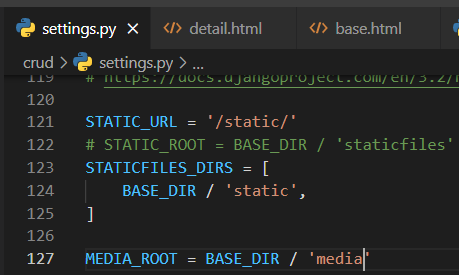 settings.py × detail.html base.html
crud > settings.py > ...
119 # https://docs.djangoproject.com/en/3.2/
120
121 STATIC_URL = '/static/'
122 # STATIC_ROOT = BASE_DIR / 'staticfiles'
123 STATICFILES_DIRS = [
124 BASE_DIR / 'static',
125 ]
126
127 MEDIA_ROOT = BASE_DIR / 'media'